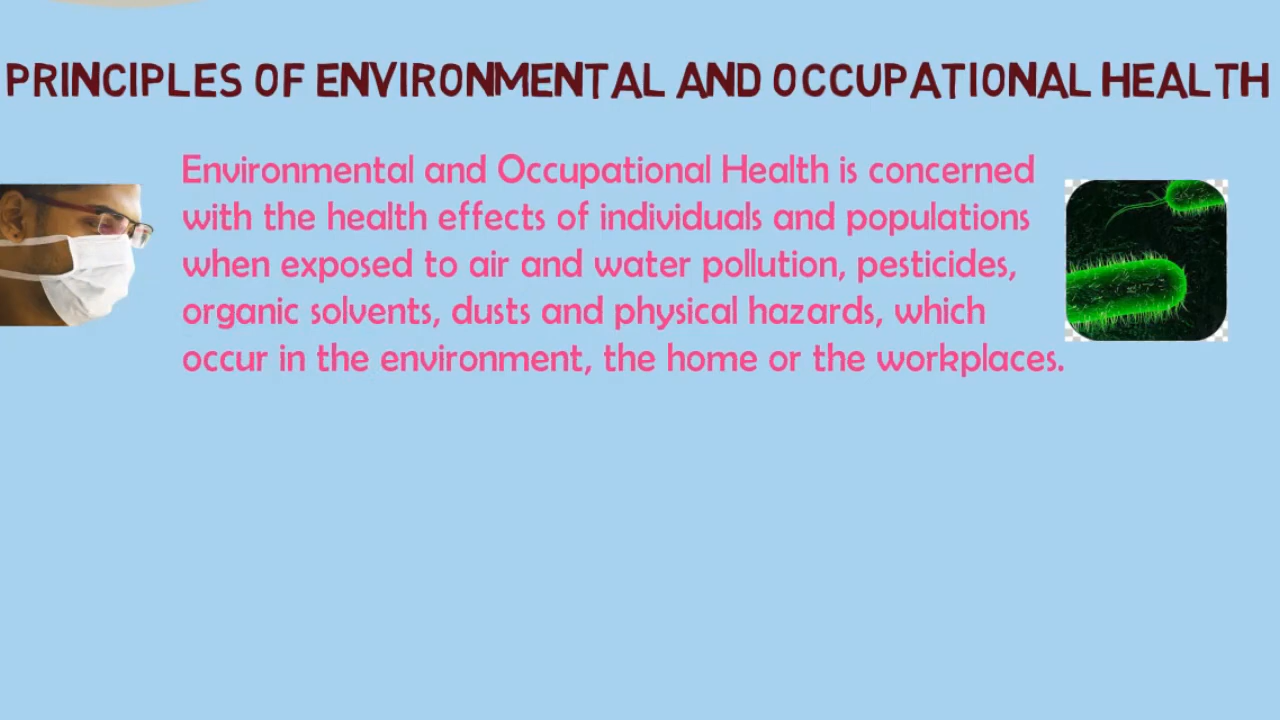 PRINCIPLES OF ENVIRONMENTAL AND OCCUPATIONAL HEALTH
Environmental and Occupational Health is concerned
with the health effects of individuals and populations
when exposed to air and water pollution, pesticides,
organic solvents, dusts and physical hazards, which
occur in the environment, the home or the workplaces.